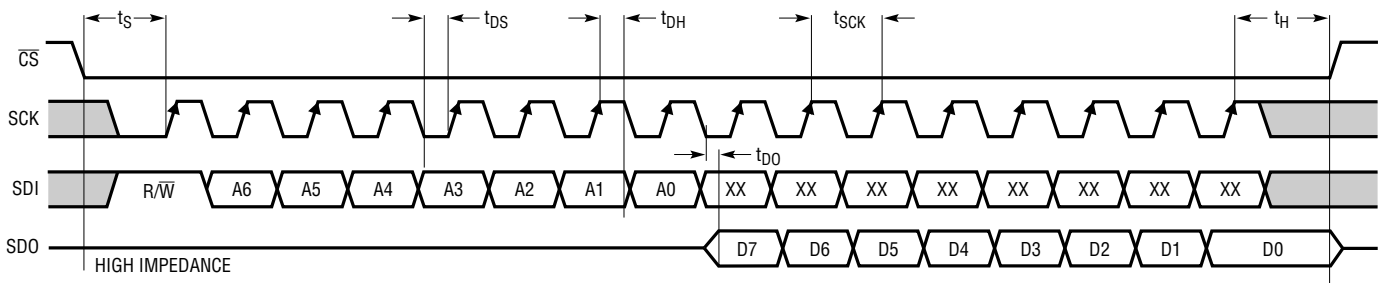 tS tDS tDH tSCK tH
CS
SCK
tDO
SDI R/W A6 A5 A4 A3 A2 A1 A0 XX XX XX XX XX XX XX XX
SDO D7 D6 D5 D4 D3 D2 D1 D0
HIGH IMPEDANCE